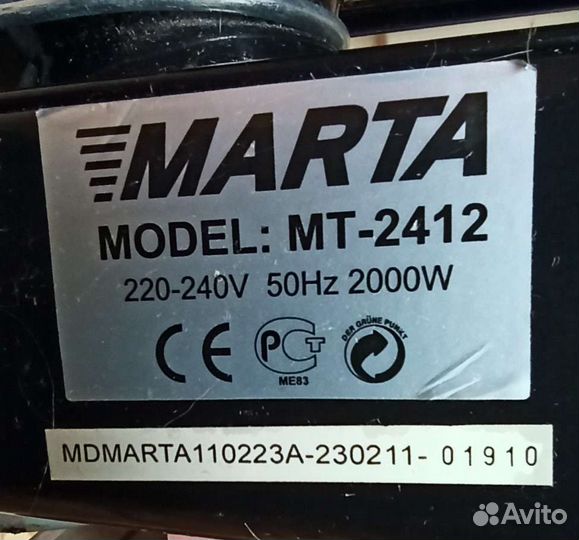 MARTA
MODEL: MT-2412
220-240V 50Hz 2000W
CE PCT DER GRÜNE PUNKT
ME83
MDMARTA110223A-230211- 01910
Avito